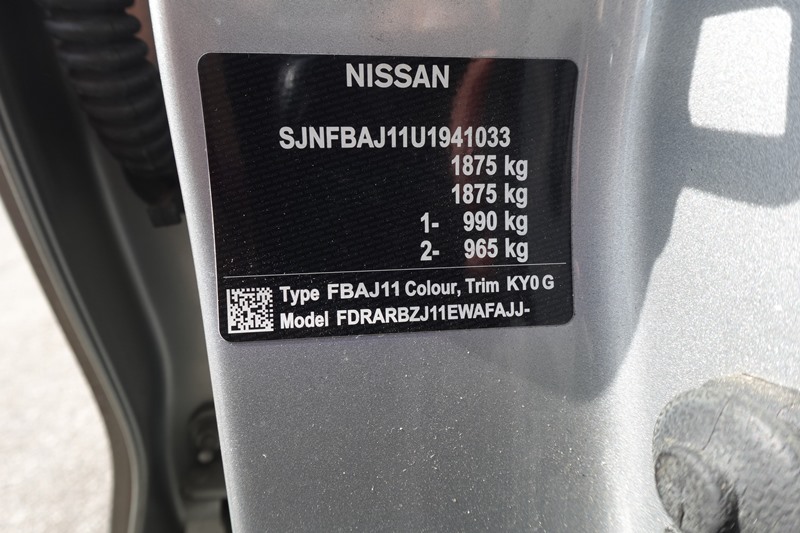 NISSAN
SJNFBAJ11U1941033
1875 kg
1875 kg
1- 990 kg
2- 965 kg
Type FBAJ11 Colour, Trim KY0 G
Model FDRARBZJ11EWAFAJJ-